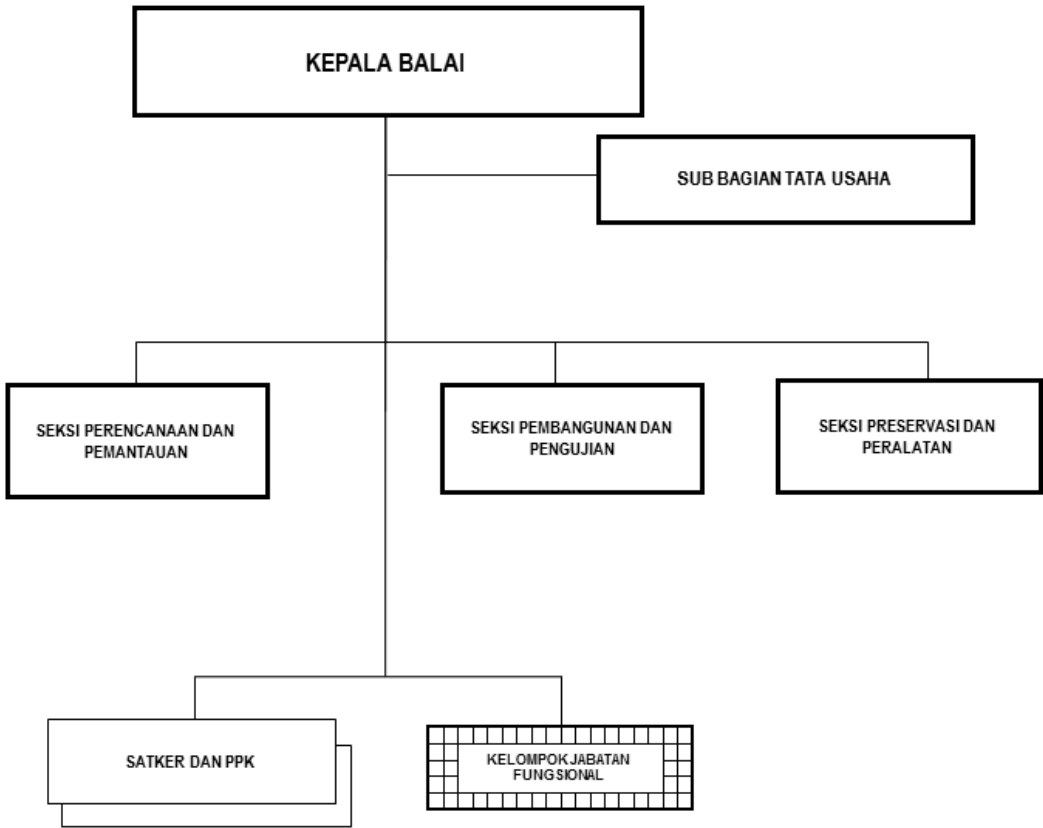 KEPALA BALAI
SUB BAGIAN TATA USAHA
SEKSI PERENCANAAN DAN
PEMANTAUAN
SEKSI PEMBANGUNAN DAN
PENGUJIAN
SEKSI PRESERVASI DAN
PERALATAN
SATKER DAN PPK
KELOMPOK JABATAN
FUNGSIONAL